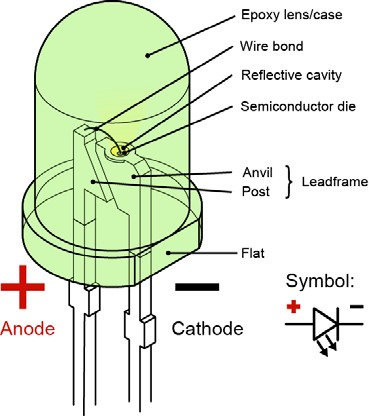 Epoxy lens/case
Wire bond
Reflective cavity
Semiconductor die
Anvil
Post
Leadframe
Flat
Symbol:
+ −
+ −
Anode
Cathode